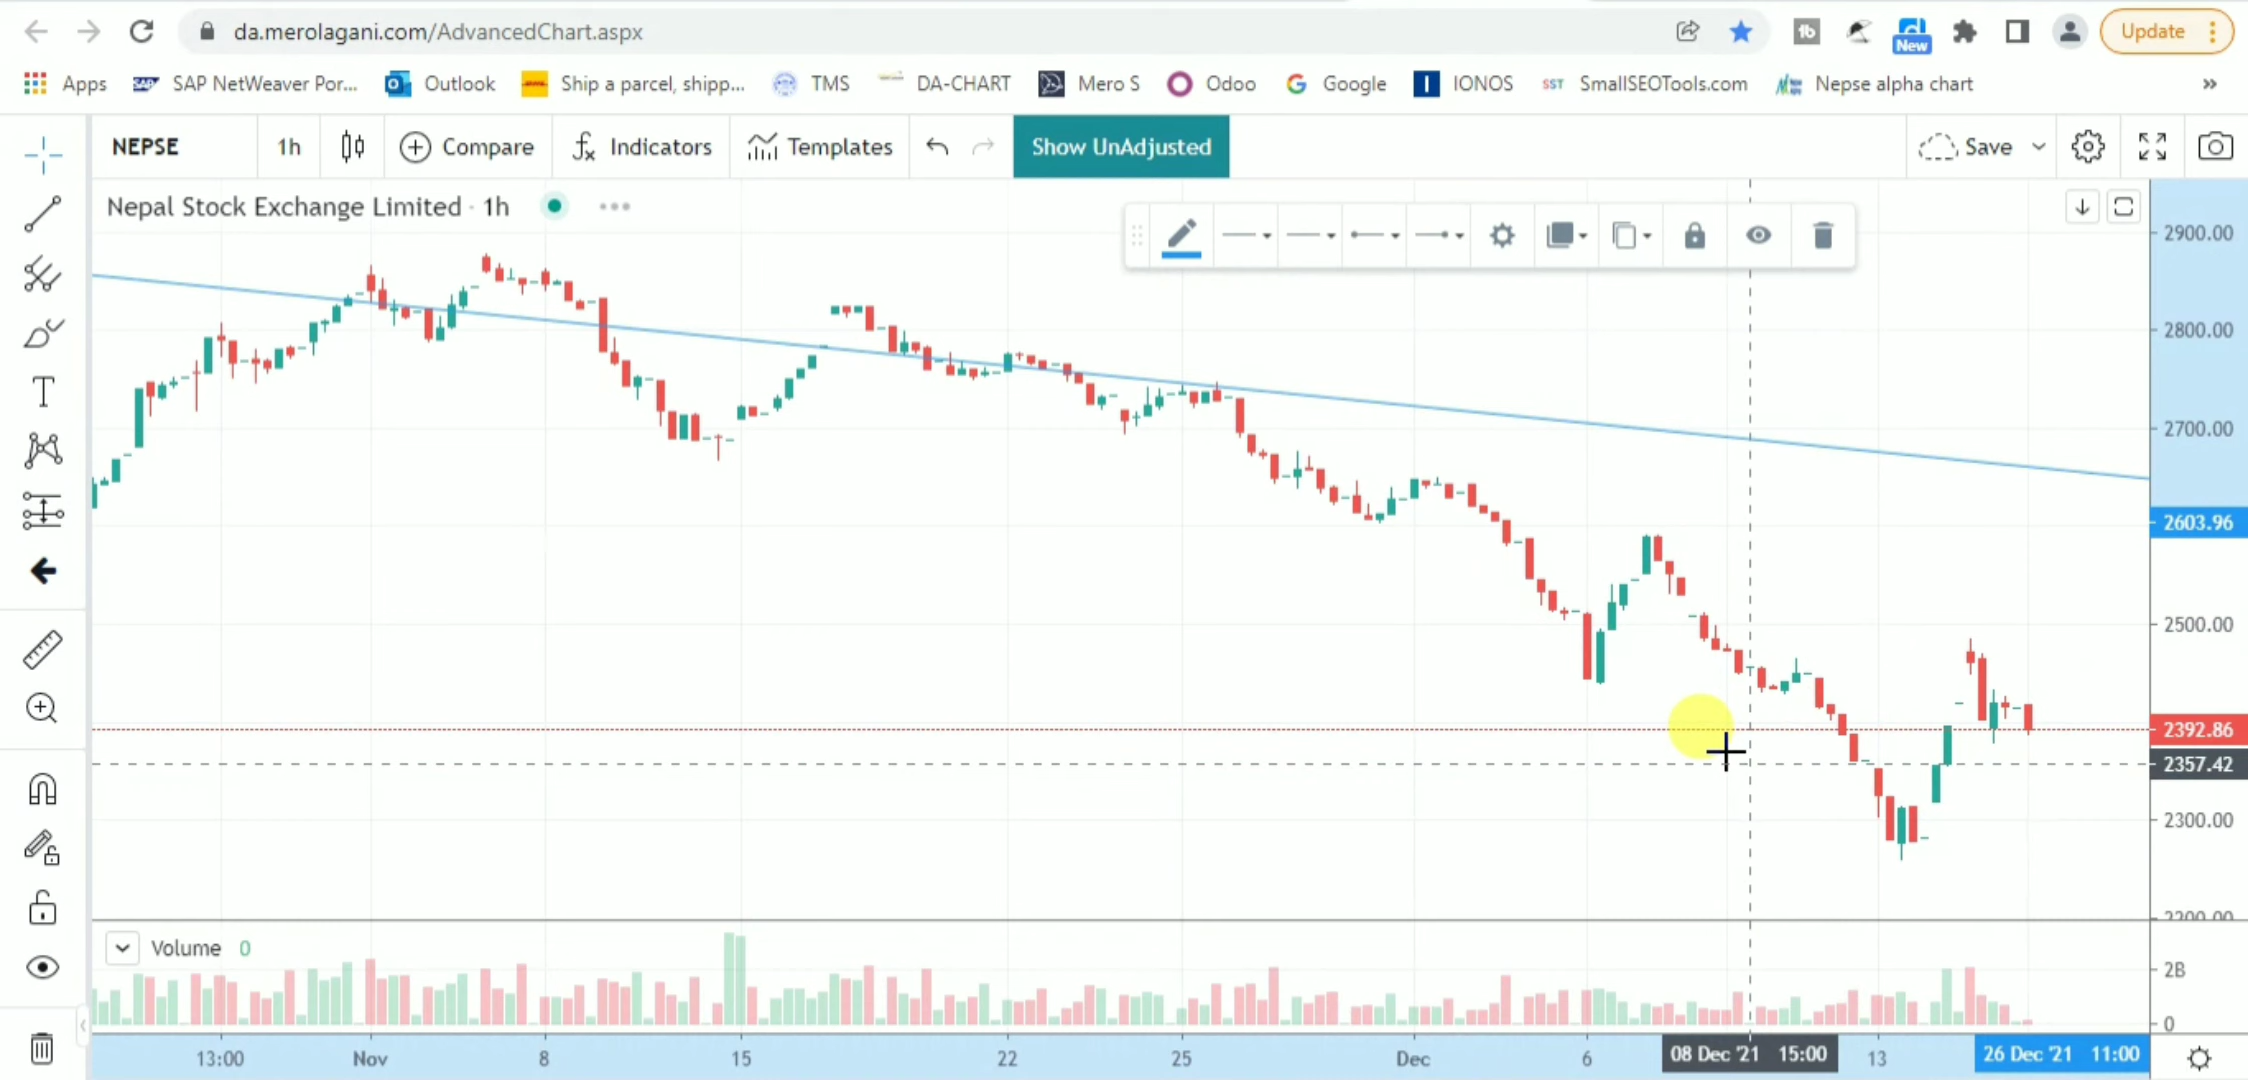 da.merolagani.com/AdvancedChart.aspx
New
Update
Apps
SAP NetWeaver Por...
Outlook
Ship a parcel, shipp...
TMS
DA-CHART
Mero S
Odoo
Google
IONOS
SST SmallSEOTools.com
Nepse alpha chart
»
NEPSE
1h
Compare
Indicators
Templates
Show UnAdjusted
Save
Nepal Stock Exchange Limited · 1h
2900.00
2800.00
2700.00
2603.96
2500.00
2392.86
2357.42
2300.00
2200.00
Volume 0
2B
0
13:00
Nov
8
15
22
25
Dec
6
08 Dec '21 15:00
13
26 Dec '21 11:00